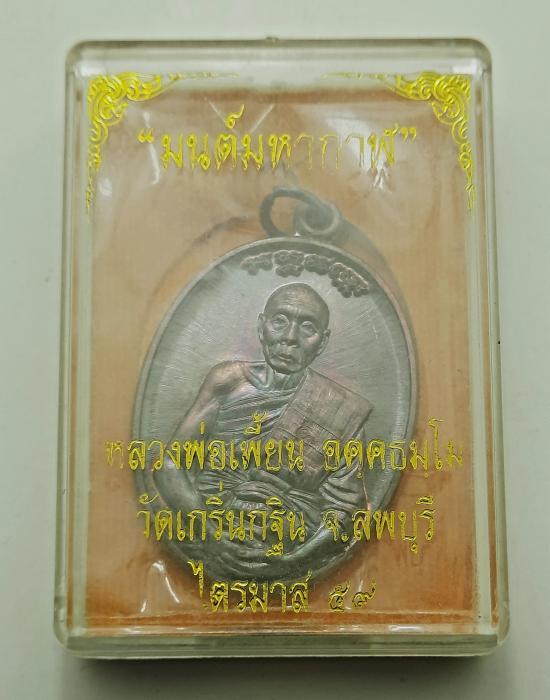 “มนต์มหากาฬ”
หลวงพ่อเพี้ยน อคฺคธมฺโม
วัดเกริ่นกฐิน จ.ลพบุรี
ไตรมาส ๕๗